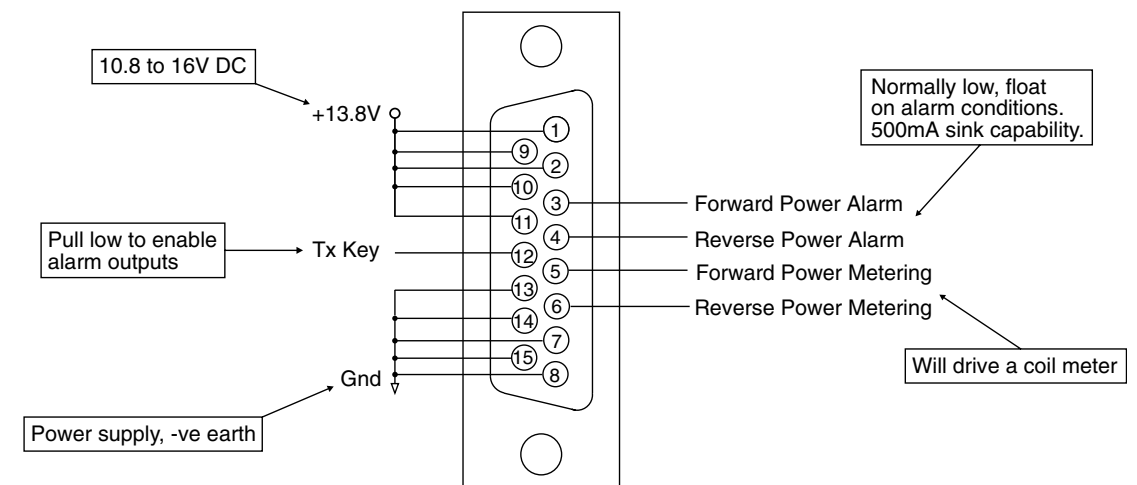 10.8 to 16V DC
+13.8V
Normally low, float
on alarm conditions.
500mA sink capability.
1
9
2
10
3
Forward Power Alarm
11
4
Reverse Power Alarm
Pull low to enable
alarm outputs
Tx Key
12
5
Forward Power Metering
13
6
Reverse Power Metering
14
7
15
8
Gnd
Will drive a coil meter
Power supply, -ve earth